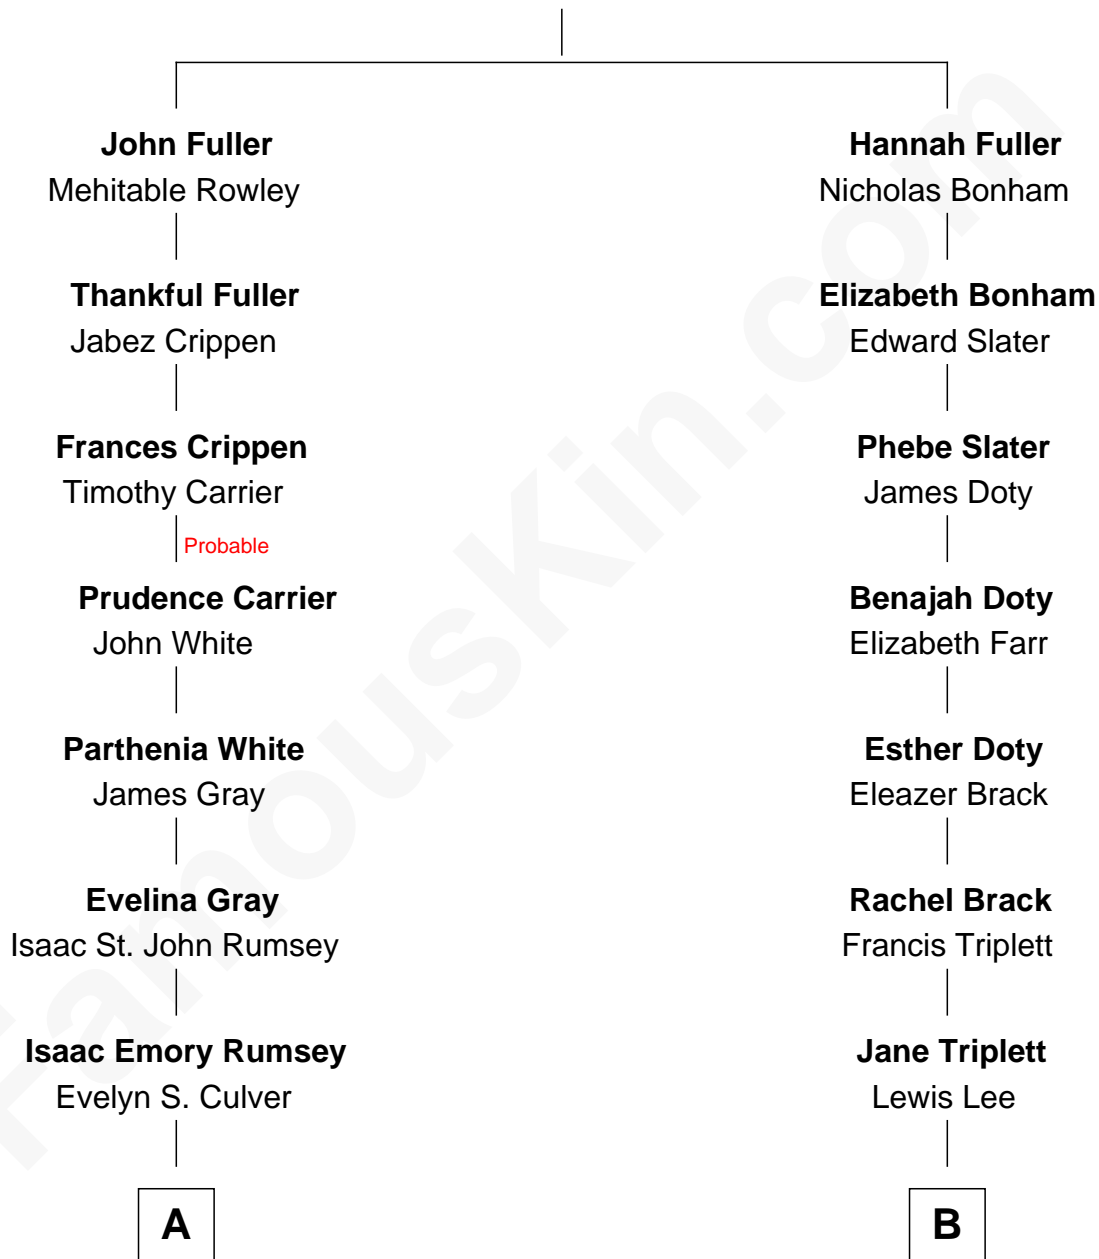 John Fuller
Mehitable Rowley
Thankful Fuller
Jabez Crippen
Frances Crippen
Timothy Carrier
Probable
Prudence Carrier
John White
Parthenia White
James Gray
Evelina Gray
Isaac St. John Rumsey
Isaac Emory Rumsey
Evelyn S. Culver
A
Hannah Fuller
Nicholas Bonham
Elizabeth Bonham
Edward Slater
Phebe Slater
James Doty
Benajah Doty
Elizabeth Farr
Esther Doty
Eleazer Brack
Rachel Brack
Francis Triplett
Jane Triplett
Lewis Lee
B
FamousKin.com